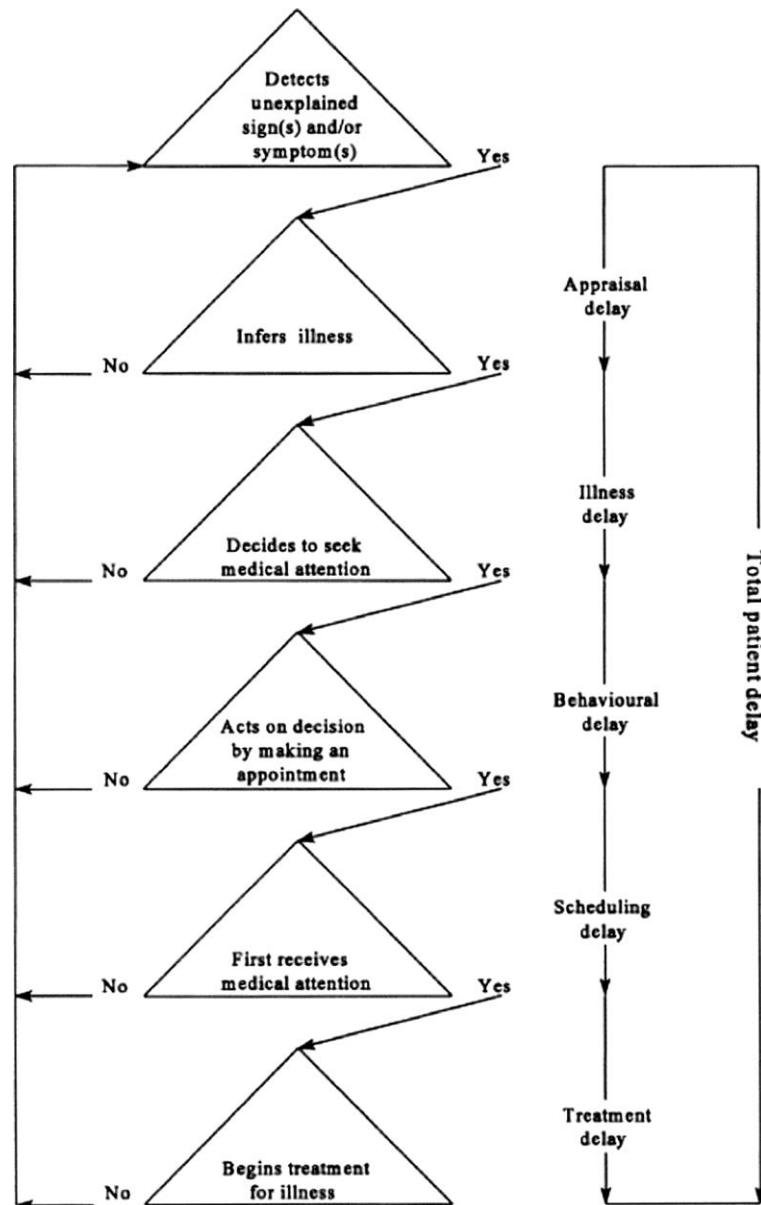 Detects
unexplained
sign(s) and/or
symptom(s)
Yes
Appraisal
delay
Infers illness
No
Yes
Illness
delay
Decides to seek
medical attention
No
Yes
Total patient delay
Behavioural
delay
Acts on decision
by making an
appointment
No
Yes
Scheduling
delay
First receives
medical attention
No
Yes
Treatment
delay
Begins treatment
for illness
No